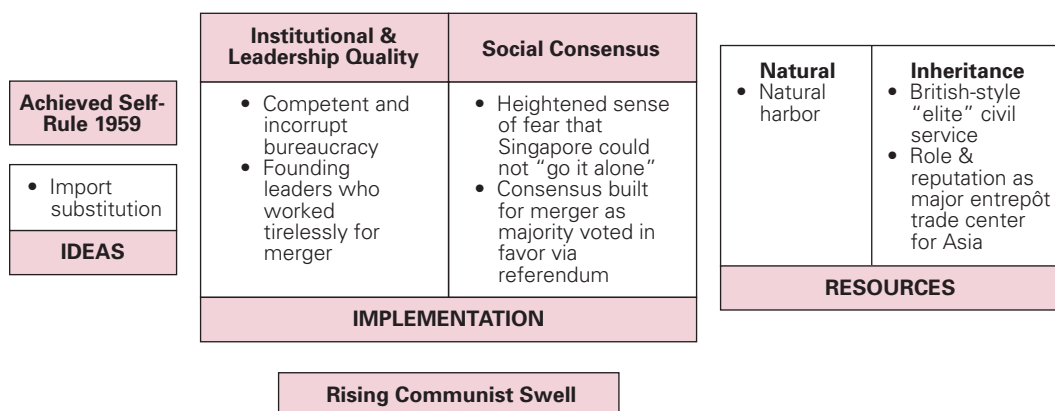 Achieved Self-
Rule 1959
• Import
substitution
IDEAS
Institutional &
Leadership Quality
• Competent and
incorrupt
bureaucracy
• Founding
leaders who
worked
tirelessly for
merger
Social Consensus
• Heightened sense
of fear that
Singapore could
not “go it alone”
• Consensus built
for merger as
majority voted in
favor via
referendum
IMPLEMENTATION
Natural
• Natural
harbor
Inheritance
• British-style
“elite” civil
service
• Role &
reputation as
major entrepôt
trade center
for Asia
RESOURCES
Rising Communist Swell